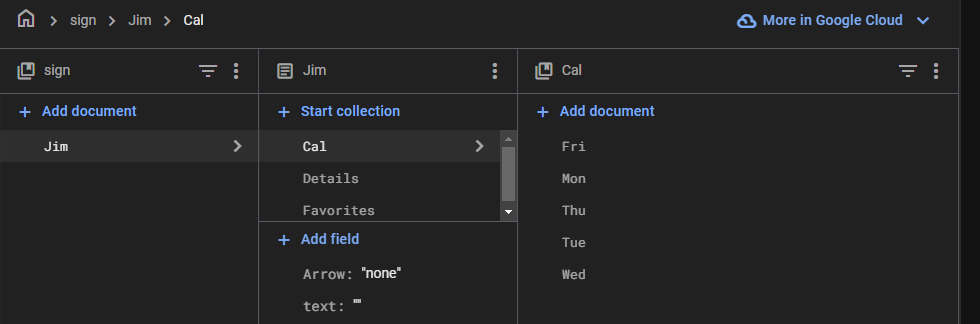 sign > Jim > Cal
More in Google Cloud
sign
Jim
Cal
+ Add document
+ Start collection
+ Add document
Jim
Cal
Details
Favorites
Fri
Mon
Thu
Tue
Wed
+ Add field
Arrow: "none"
text: ""